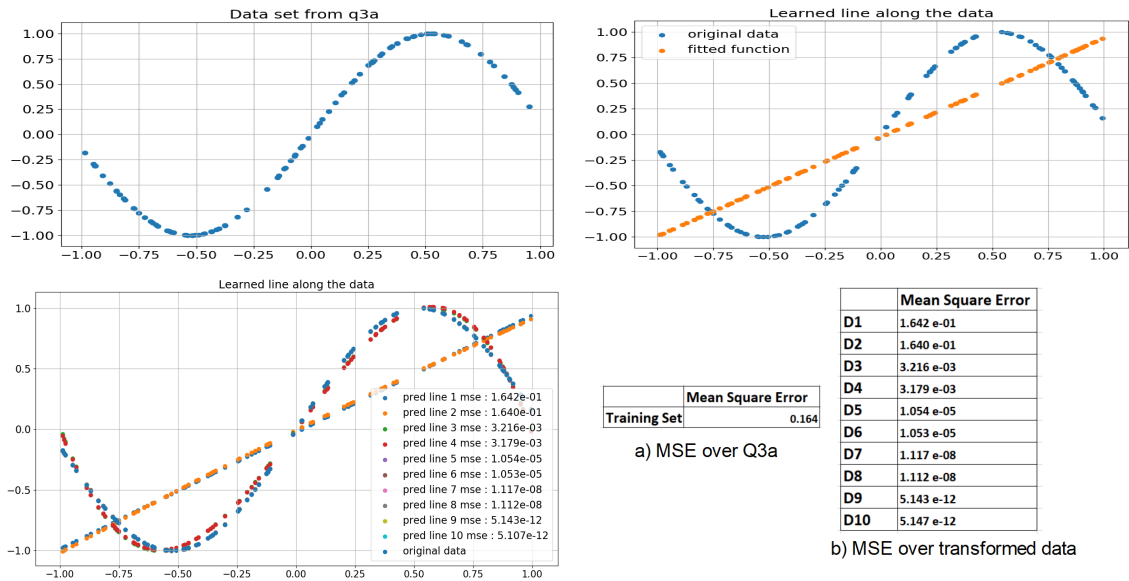 Data set from q3a
1.00
0.75
0.50
0.25
0.00
−0.25
−0.50
−0.75
−1.00
−1.00 −0.75 −0.50 −0.25 0.00 0.25 0.50 0.75 1.00
Learned line along the data
original data
fitted function
1.00
0.75
0.50
0.25
0.00
−0.25
−0.50
−0.75
−1.00
−1.00 −0.75 −0.50 −0.25 0.00 0.25 0.50 0.75 1.00
Learned line along the data
1.0
0.5
0.0
−0.5
−1.0
−1.00 −0.75 −0.50 −0.25 0.00 0.25 0.50 0.75 1.00
pred line 1 mse : 1.642e-01
pred line 2 mse : 1.640e-01
pred line 3 mse : 3.216e-03
pred line 4 mse : 3.179e-03
pred line 5 mse : 1.054e-05
pred line 6 mse : 1.053e-05
pred line 7 mse : 1.117e-08
pred line 8 mse : 1.112e-08
pred line 9 mse : 5.143e-12
pred line 10 mse : 5.107e-12
original data
Mean Square Error
Training Set 0.164
a) MSE over Q3a
Mean Square Error
D1 1.642 e-01
D2 1.640 e-01
D3 3.216 e-03
D4 3.179 e-03
D5 1.054 e-05
D6 1.053 e-05
D7 1.117 e-08
D8 1.112 e-08
D9 5.143 e-12
D10 5.147 e-12
b) MSE over transformed data